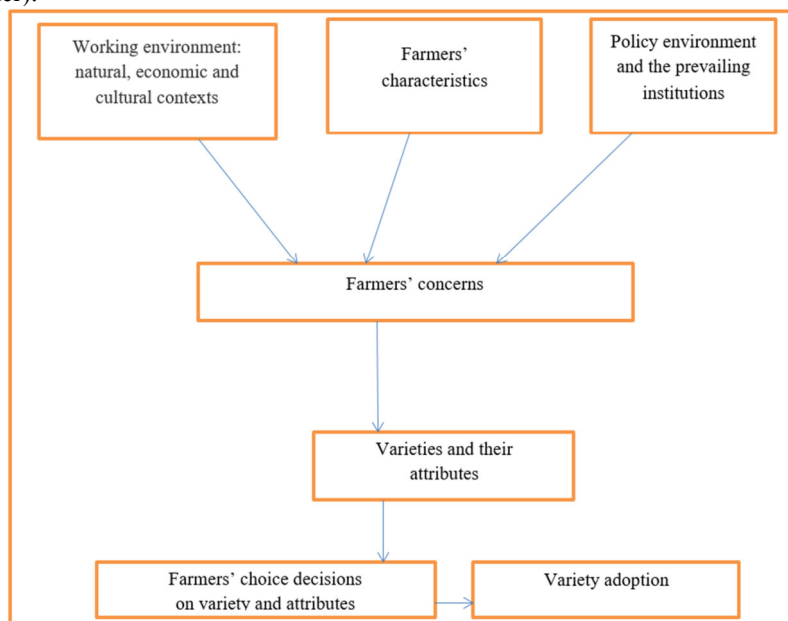 er).
Working environment:
natural, economic and
cultural contexts
Farmers’
characteristics
Policy environment
and the prevailing
institutions
Farmers’ concerns
Varieties and their
attributes
Farmers’ choice decisions
on variety and attributes
Variety adoption